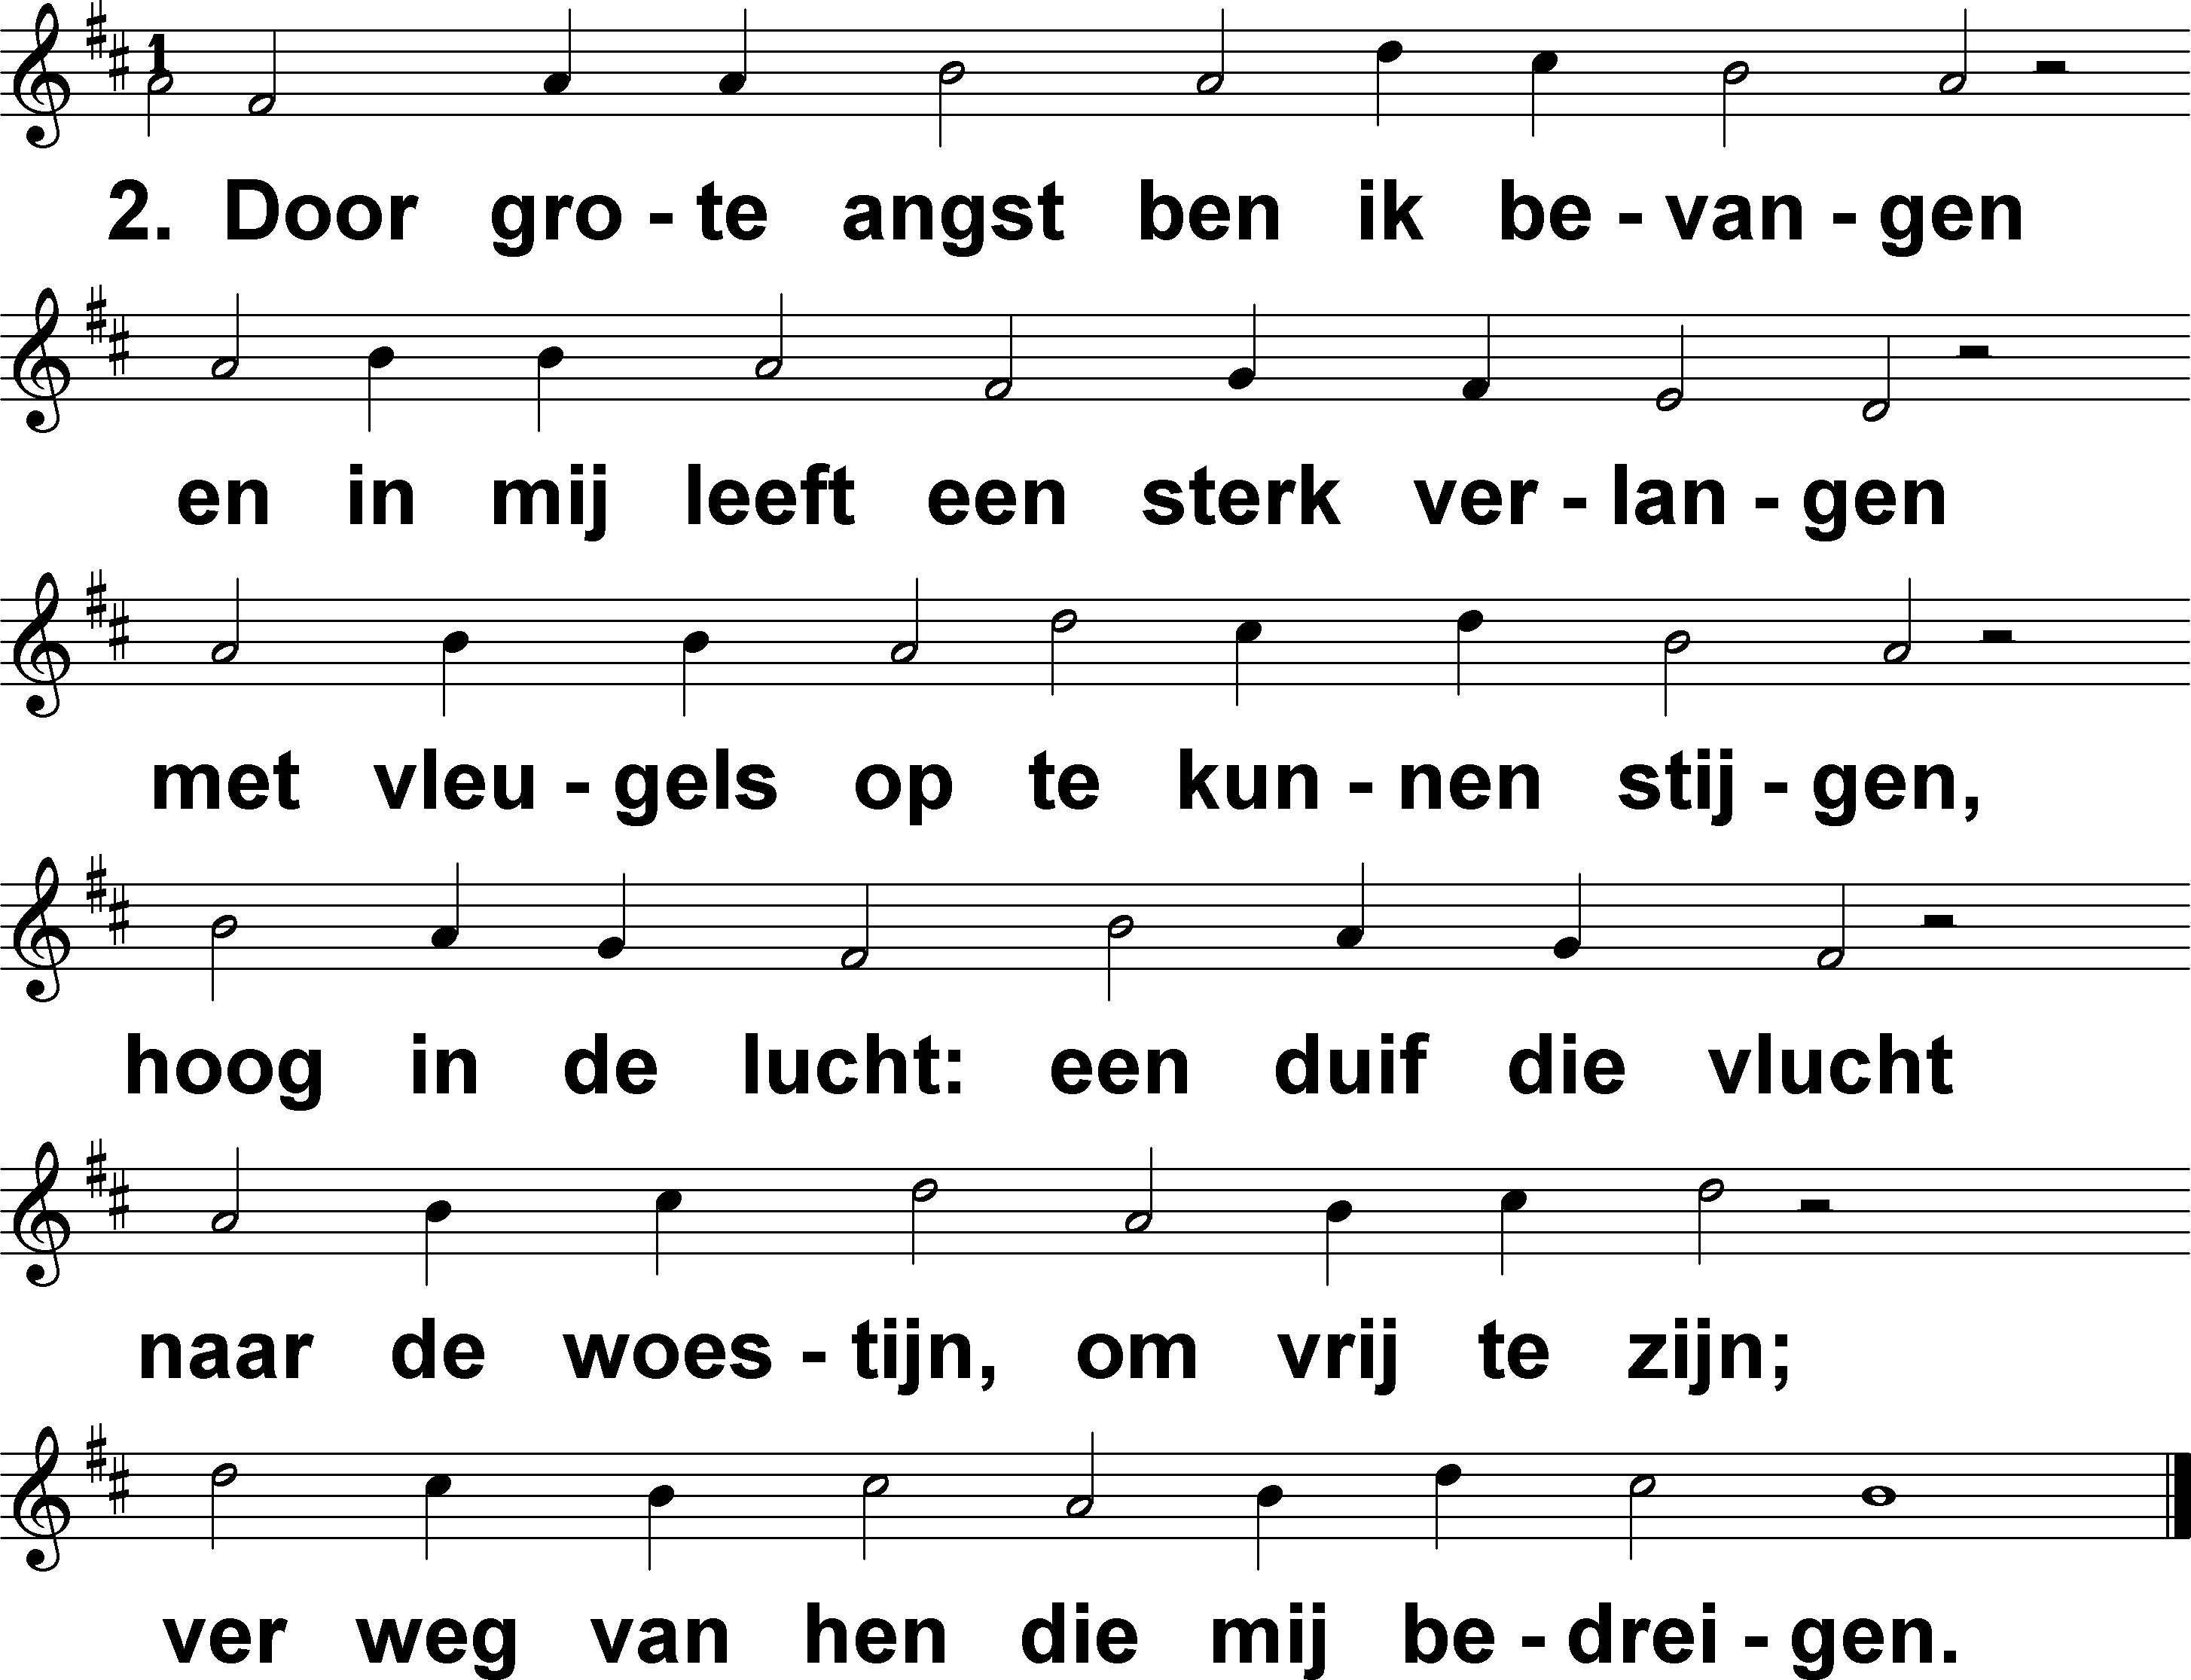 1
2. Door gro - te angst ben ik be - van - gen
en in mij leeft een sterk ver - lan - gen
met vleu - gels op te kun - nen stij - gen,
hoog in de lucht: een duif die vlucht
naar de woes - tijn, om vrij te zijn;
ver weg van hen die mij be - drei - gen.